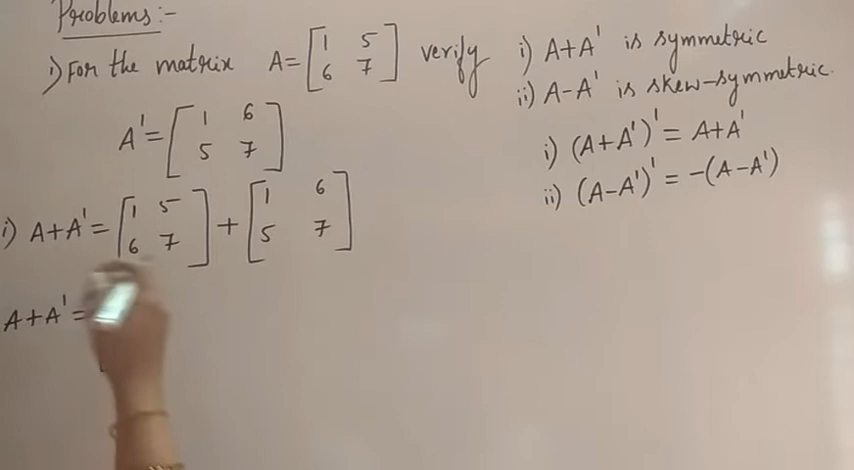 Problems:-
1) For the matrix A = [1 5 6 7] verify i) A+A' is symmetric
ii) A-A' is skew-symmetric.
A' = [1 6 5 7]
i) (A+A')' = A+A'
ii) (A-A')' = -(A-A')
i) A+A' = [1 5 6 7] + [1 6 5 7]
A+A' =